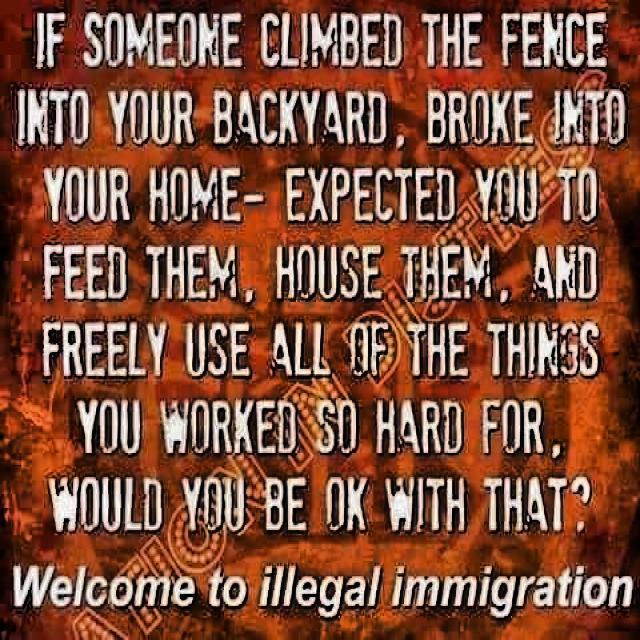 IF SOMEONE CLIMBED THE FENCE
INTO YOUR BACKYARD, BROKE INTO
YOUR HOME- EXPECTED YOU TO
FEED THEM, HOUSE THEM, AND
FREELY USE ALL OF THE THINGS
YOU WORKED SO HARD FOR,
WOULD YOU BE OK WITH THAT?
Welcome to illegal immigration